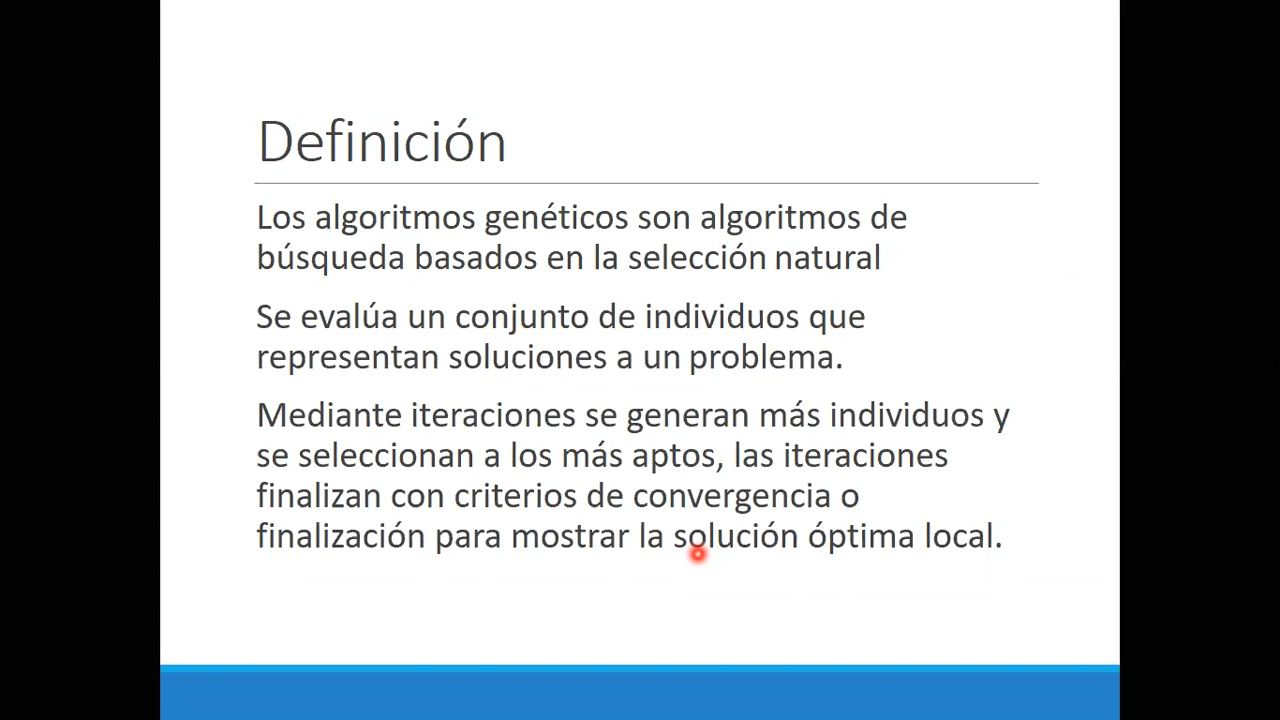 Definición
Los algoritmos genéticos son algoritmos de
búsqueda basados en la selección natural
Se evalúa un conjunto de individuos que
representan soluciones a un problema.
Mediante iteraciones se generan más individuos y
se seleccionan a los más aptos, las iteraciones
finalizan con criterios de convergencia o
finalización para mostrar la solución óptima local.